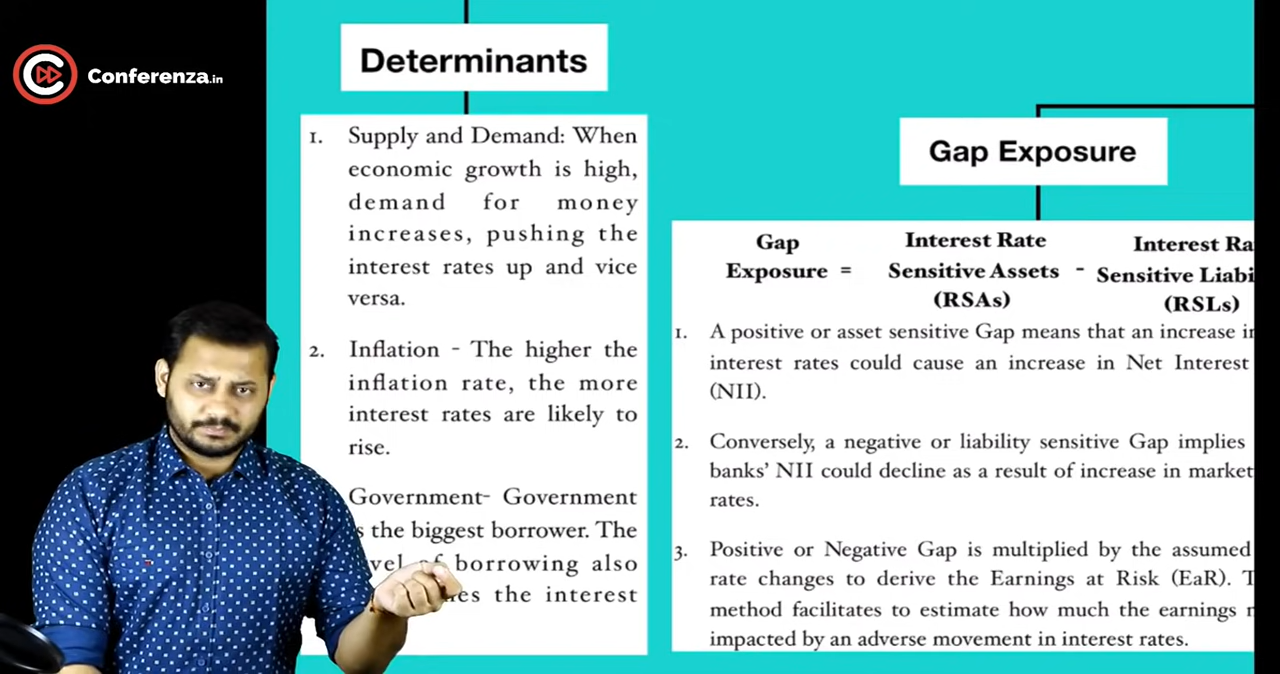 Conferenza.in
Determinants
1. Supply and Demand: When
economic growth is high,
demand for money
increases, pushing the
interest rates up and vice
versa.
2. Inflation - The higher the
inflation rate, the more
interest rates are likely to
rise.
Government- Government
the biggest borrower. The
borrowing also
the interest
Gap Exposure
Gap
Exposure =
Interest Rate
Sensitive Assets
(RSAs)
-
Interest Ra
Sensitive Liabi
(RSLs)
1. A positive or asset sensitive Gap means that an increase in
interest rates could cause an increase in Net Interest
(NII).
2. Conversely, a negative or liability sensitive Gap implies
banks' NII could decline as a result of increase in market
rates.
3. Positive or Negative Gap is multiplied by the assumed
rate changes to derive the Earnings at Risk (EaR). T
method facilitates to estimate how much the earnings
impacted by an adverse movement in interest rates.